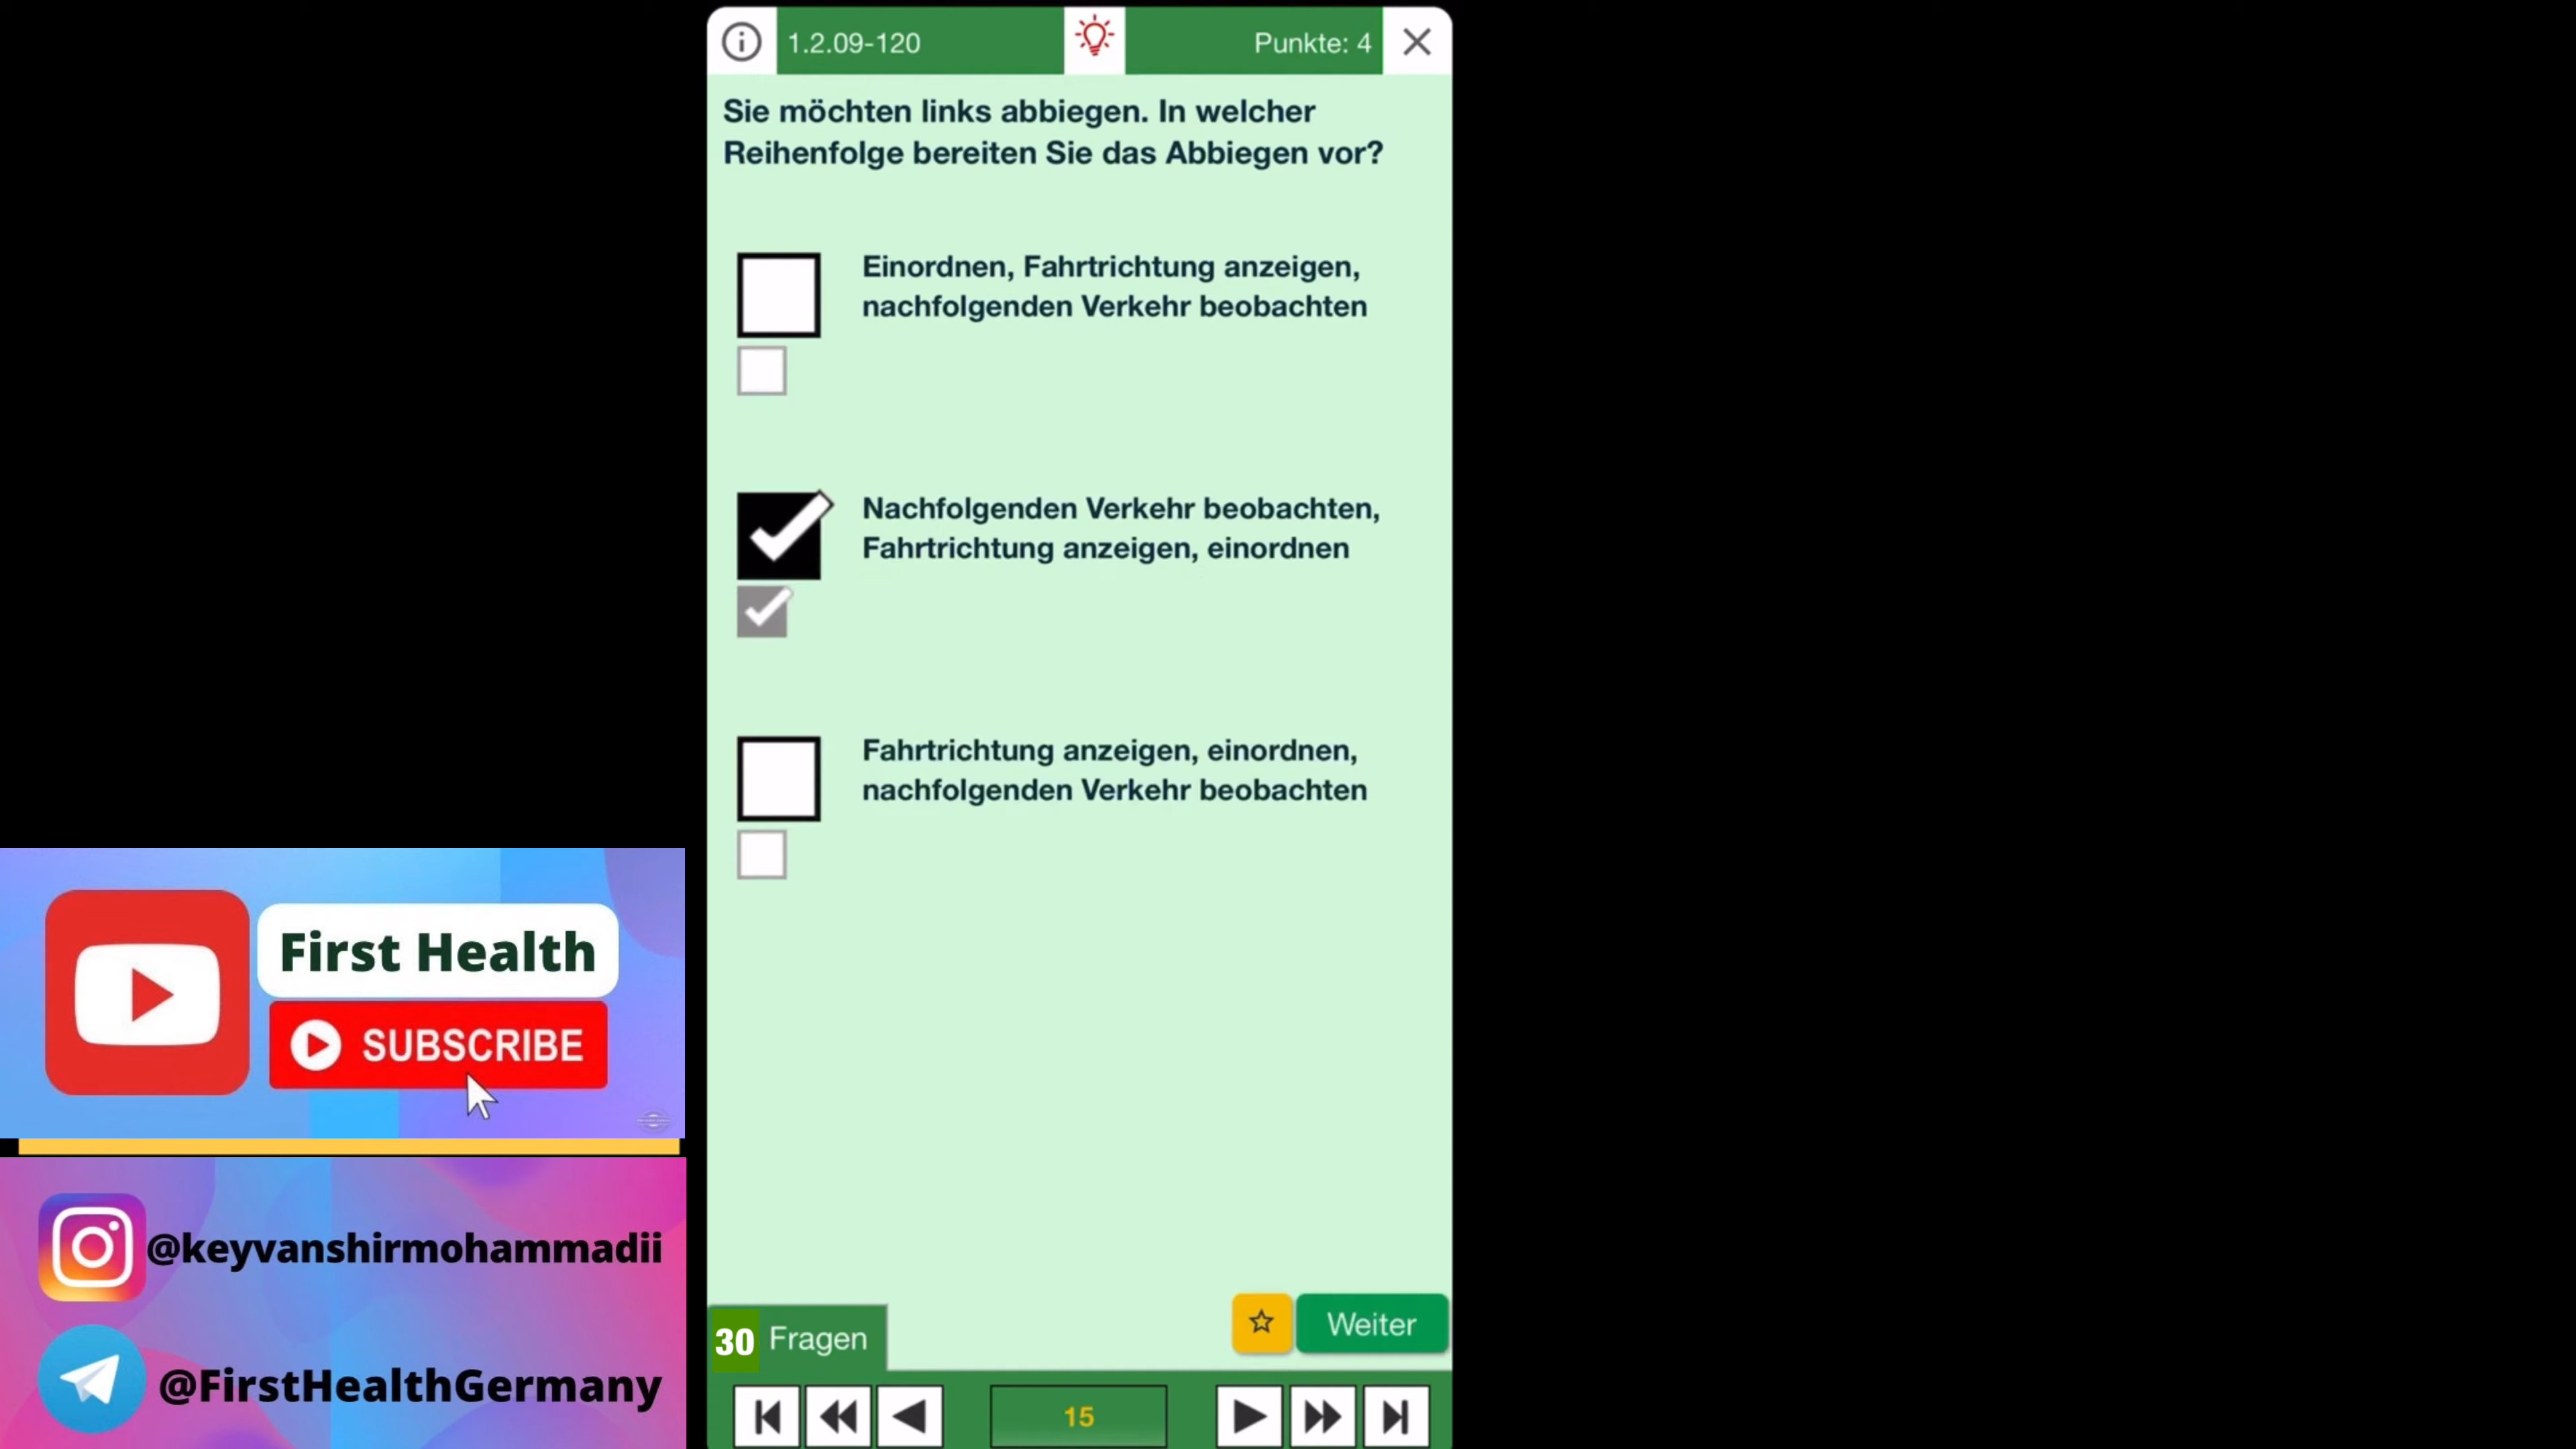 1.2.09-120
Punkte: 4
Sie möchten links abbiegen. In welcher
Reihenfolge bereiten Sie das Abbiegen vor?
Einordnen, Fahrtrichtung anzeigen,
nachfolgenden Verkehr beobachten
Nachfolgenden Verkehr beobachten,
Fahrtrichtung anzeigen, einordnen
Fahrtrichtung anzeigen, einordnen,
nachfolgenden Verkehr beobachten
First Health
SUBSCRIBE
@keyvanshirmohammadii
@FirstHealthGermany
30 Fragen
Weiter
15